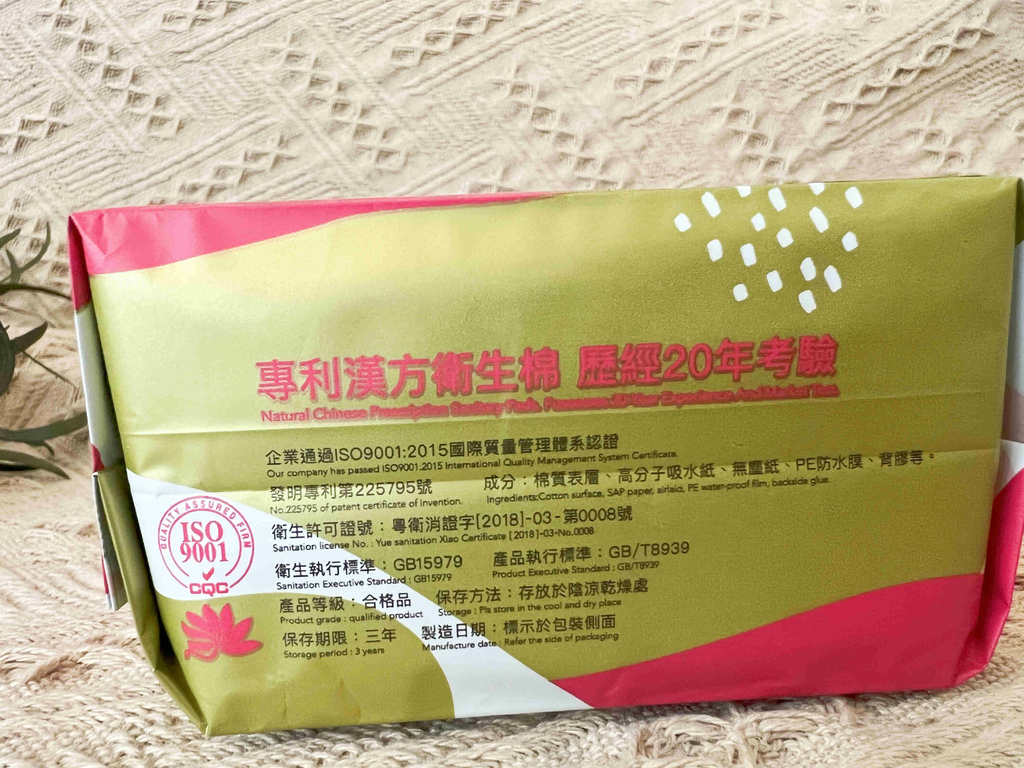 專利漢方衛生棉 歷經20年考驗
Natural Chinese Prescription Sanitary Pads, Experience And Market Test.
企業通過ISO9001:2015國際質量管理體系認證
Our company has passed ISO9001:2015 International Quality Management System Certificate.
發明專利第225795號 成分：棉質表層、高分子吸水紙、無塵紙、PE防水膜、背膠等。
No.225795 of patent certificate of invention. Ingredients:Cotton surface, SAP paper, airlaid, PE water-proof film, backside glue.
衛生許可證號：粵衛消證字[2018]-03-第0008號
Sanitation license No.: Yue sanitation Xiao Certificate [2018]-03-No.0008
衛生執行標準：GB15979 產品執行標準：GB/T8939
Sanitation Executive Standard : GB15979 Product Executive Standard : GB/T8939
產品等級：合格品 保存方法：存放於陰涼乾燥處
Product grade : qualified product Storage : Pls store in the cool and dry place
保存期限：三年 製造日期：標示於包裝側面
Storage period : 3 years Manufacture date : Refer the side of packaging
QUALITY ASSURED FIRM
ISO
9001
CQC